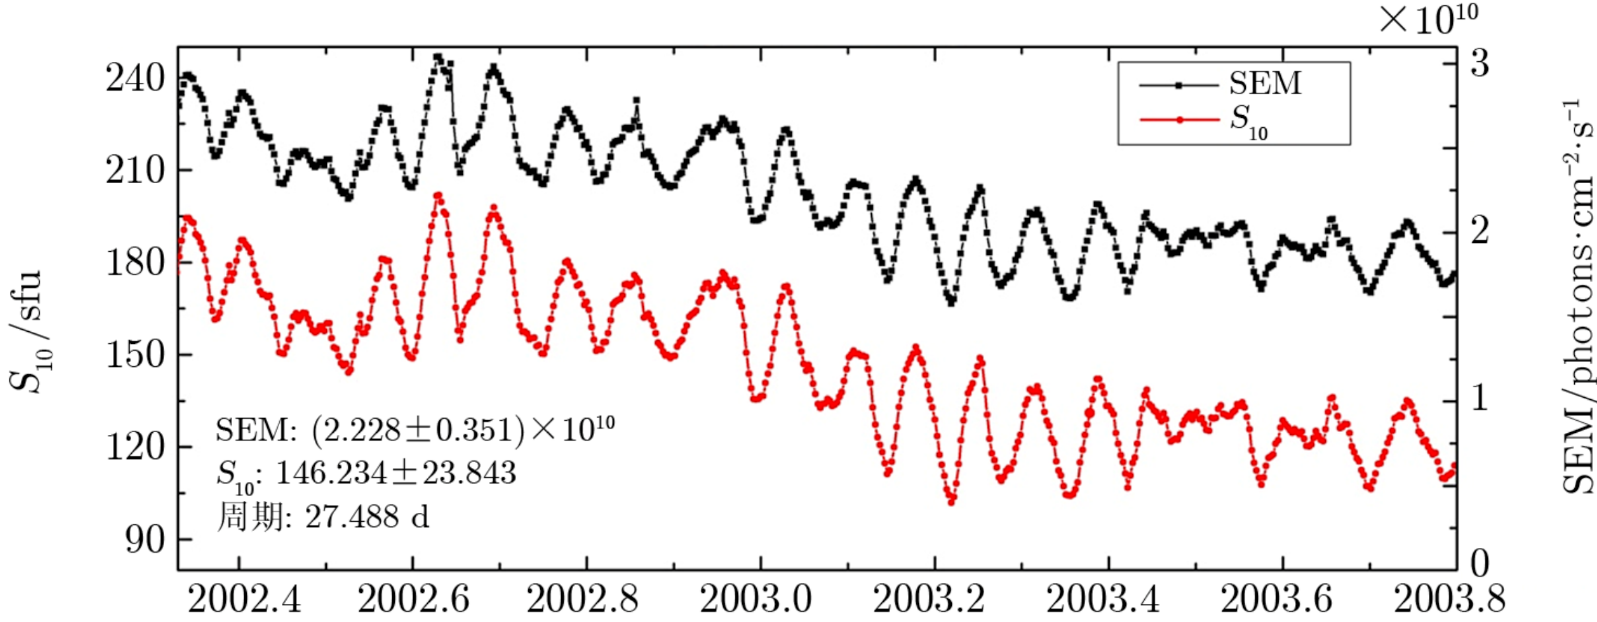 ×10¹⁰
240
210
180
150
120
90
S₁₀/sfu
3
2
1
0
SEM/photons·cm⁻²·s⁻¹
SEM
S₁₀
SEM: (2.228±0.351)×10¹⁰
S₁₀: 146.234±23.843
周期: 27.488 d
2002.4 2002.6 2002.8 2003.0 2003.2 2003.4 2003.6 2003.8